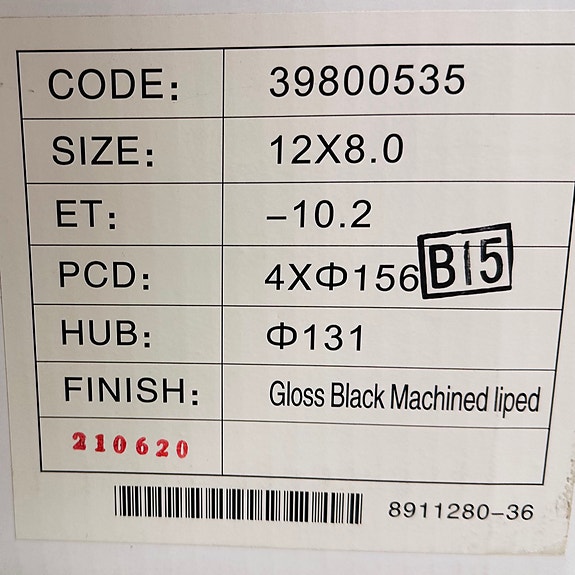 CODE: 39800535
SIZE: 12X8.0
ET: −10.2
PCD: 4XΦ156 B15
HUB: Φ131
FINISH: Gloss Black Machined liped
210620
8911280−36